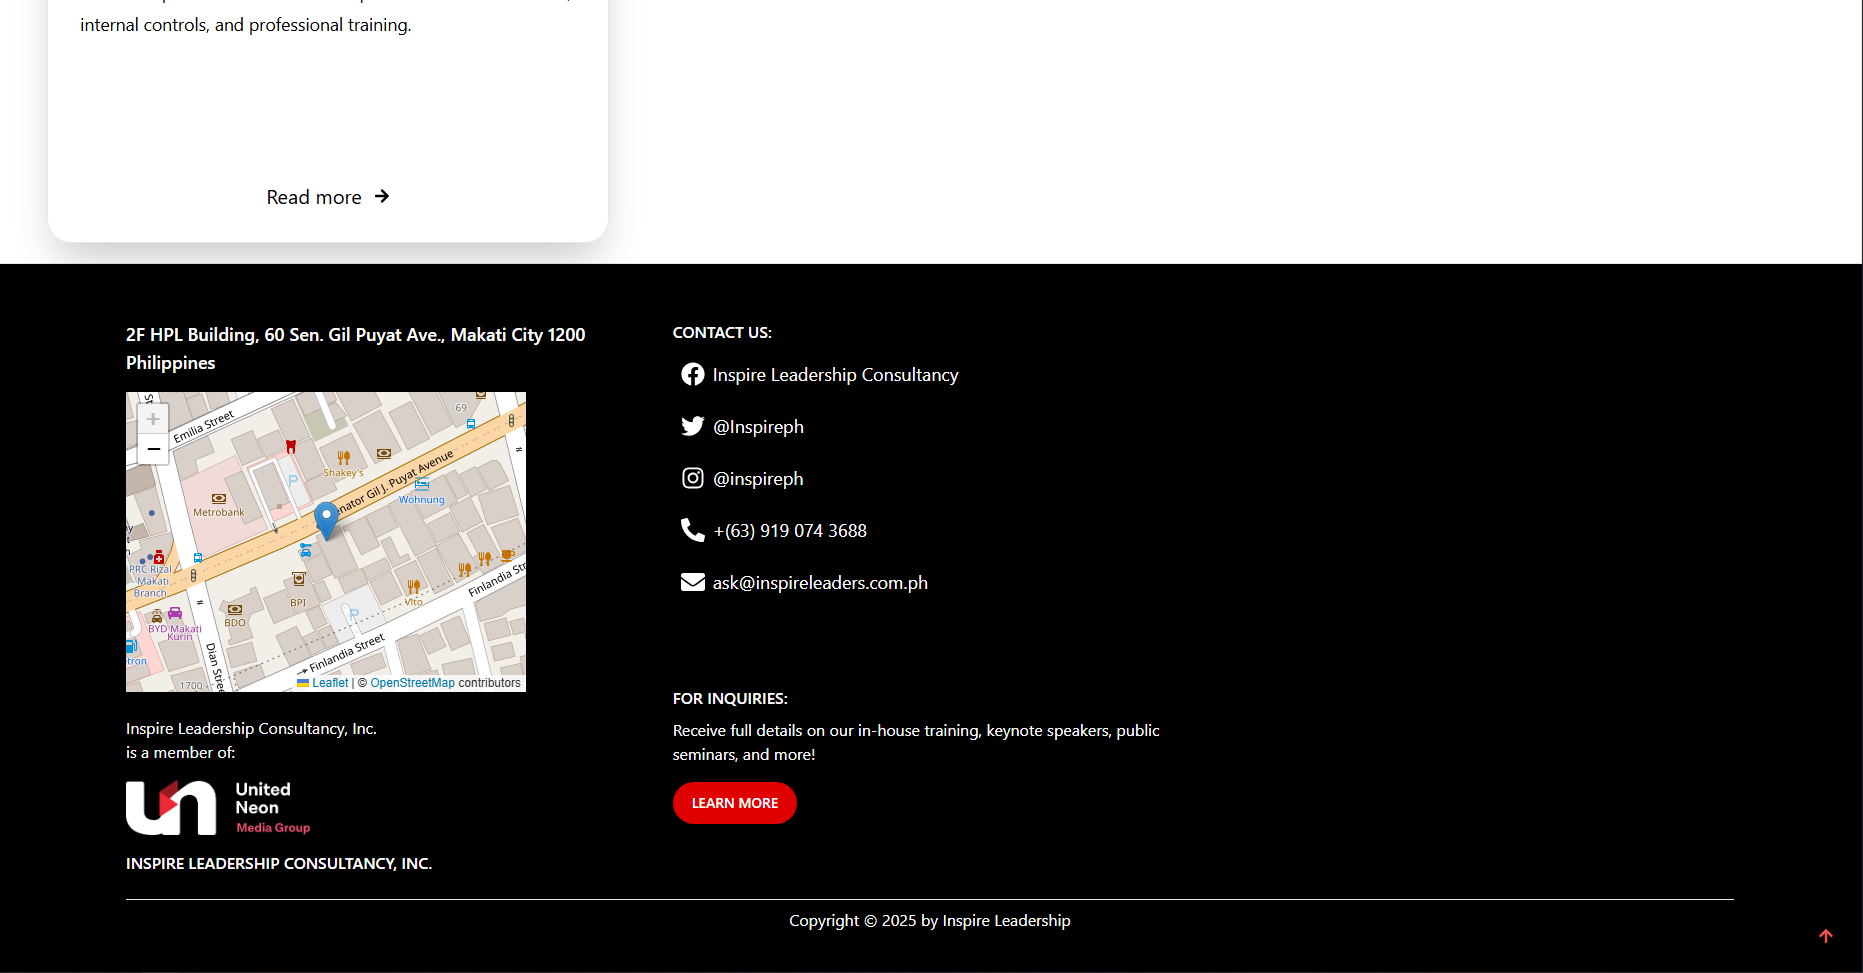 internal controls, and professional training.
Read more
2F HPL Building, 60 Sen. Gil Puyat Ave., Makati City 1200
Philippines
+
−
Emilia Street
69
Shakey's
Senator Gil J. Puyat Avenue
Wohnung
Metrobank
P
PRC Rizal
Makati
Branch
BPI
Vito
Finlandia Str
P
BDO
BYD Makati
Kurin
etron
Dian Stree
Finlandia Street
1700
Leaflet | © OpenStreetMap contributors
Inspire Leadership Consultancy, Inc.
is a member of:
un
United
Neon
Media Group
INSPIRE LEADERSHIP CONSULTANCY, INC.
CONTACT US:
Inspire Leadership Consultancy
@Inspireph
@inspireph
+(63) 919 074 3688
ask@inspireleaders.com.ph
FOR INQUIRIES:
Receive full details on our in-house training, keynote speakers, public
seminars, and more!
LEARN MORE
Copyright © 2025 by Inspire Leadership